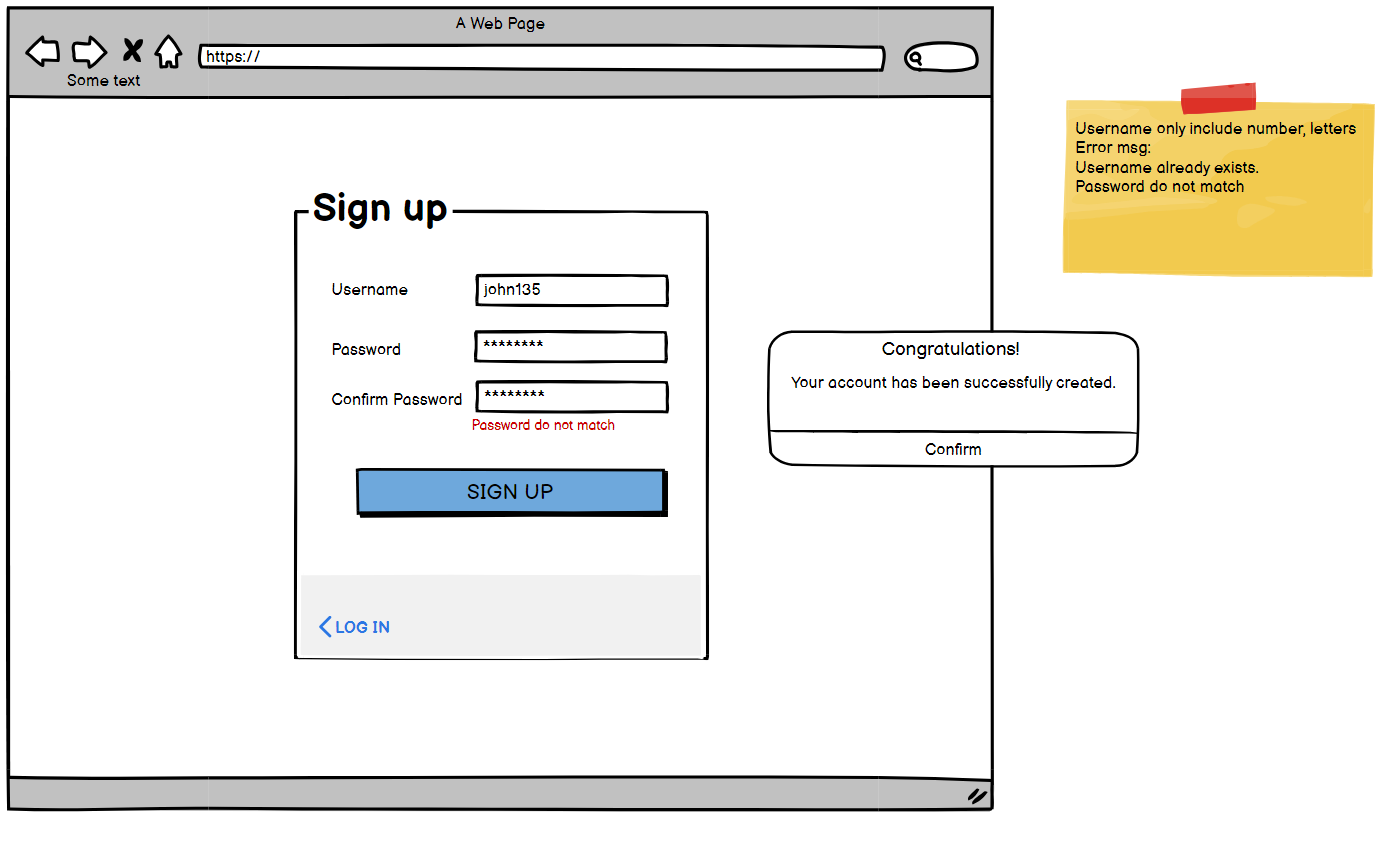 A Web Page
https://
Some text
Username only include number, letters
Error msg:
Username already exists.
Password do not match
Sign up
Username
john135
Password
********
Confirm Password
********
Password do not match
SIGN UP
LOG IN
Congratulations!
Your account has been successfully created.
Confirm